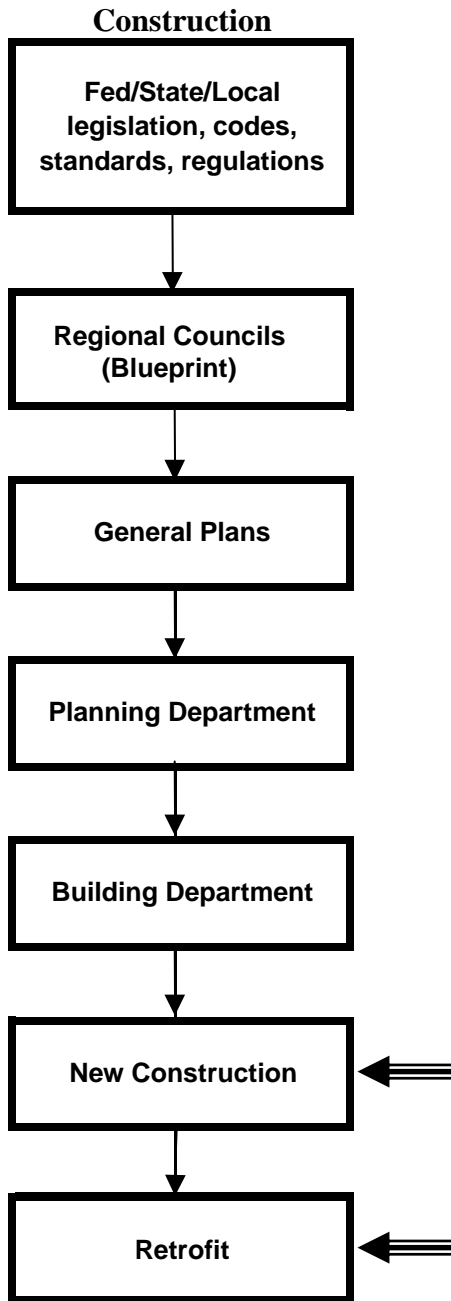 Construction
Fed/State/Local
legislation, codes,
standards, regulations
Regional Councils
(Blueprint)
General Plans
Planning Department
Building Department
New Construction
Retrofit